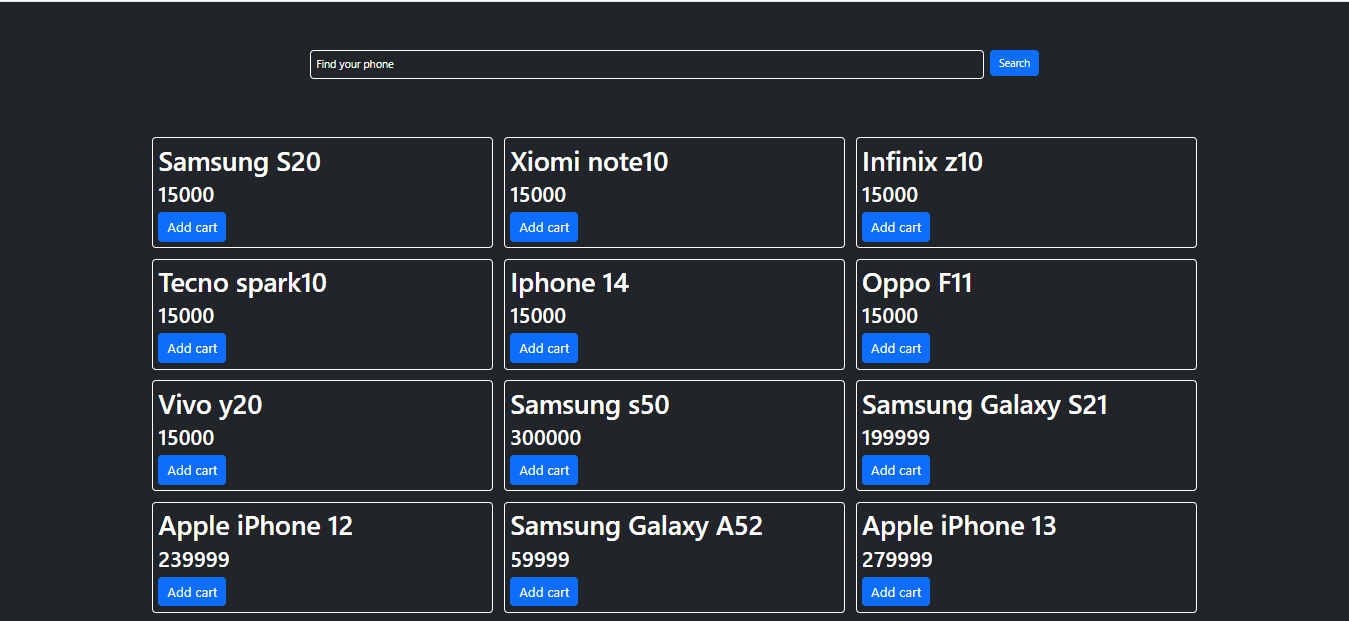 Find your phone
Search
Samsung S20
15000
Add cart
Xiomi note10
15000
Add cart
Infinix z10
15000
Add cart
Tecno spark10
15000
Add cart
Iphone 14
15000
Add cart
Oppo F11
15000
Add cart
Vivo y20
15000
Add cart
Samsung s50
300000
Add cart
Samsung Galaxy S21
199999
Add cart
Apple iPhone 12
239999
Add cart
Samsung Galaxy A52
59999
Add cart
Apple iPhone 13
279999
Add cart